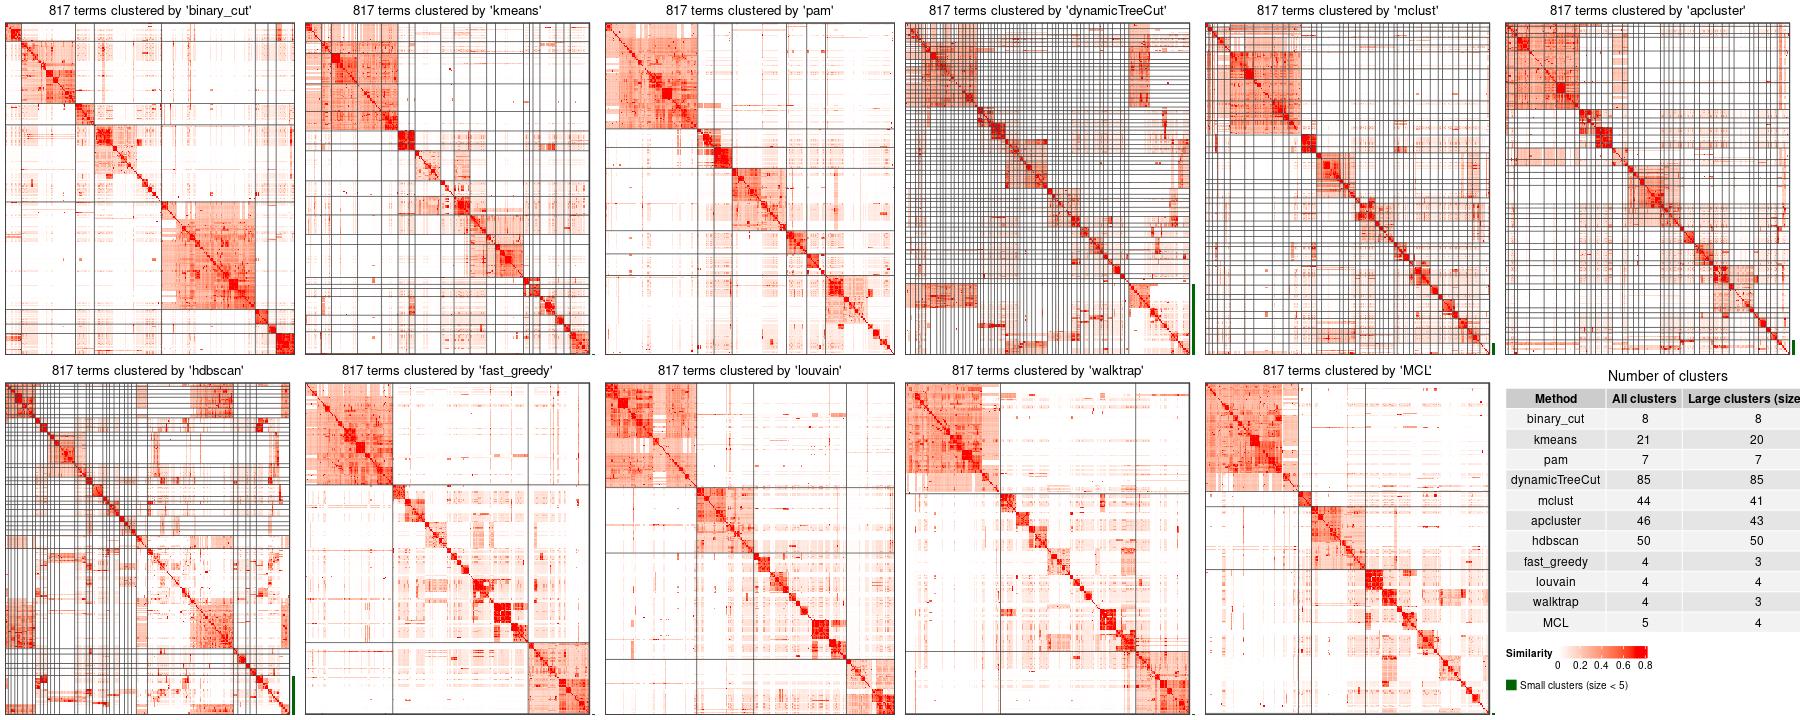 817 terms clustered by 'binary_cut'
817 terms clustered by 'kmeans'
817 terms clustered by 'pam'
817 terms clustered by 'dynamicTreeCut'
817 terms clustered by 'mclust'
817 terms clustered by 'apcluster'
817 terms clustered by 'hdbscan'
817 terms clustered by 'fast_greedy'
817 terms clustered by 'louvain'
817 terms clustered by 'walktrap'
817 terms clustered by 'MCL'
Number of clusters
Method All clusters Large clusters (size
binary_cut 8 8
kmeans 21 20
pam 7 7
dynamicTreeCut 85 85
mclust 44 41
apcluster 46 43
hdbscan 50 50
fast_greedy 4 3
louvain 4 4
walktrap 4 3
MCL 5 4
Similarity
0 0.2 0.4 0.6 0.8
Small clusters (size < 5)